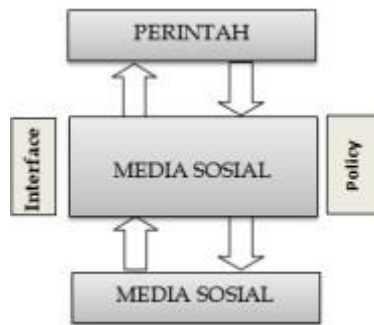 PERINTAH
Interface
MEDIA SOSIAL
Policy
MEDIA SOSIAL